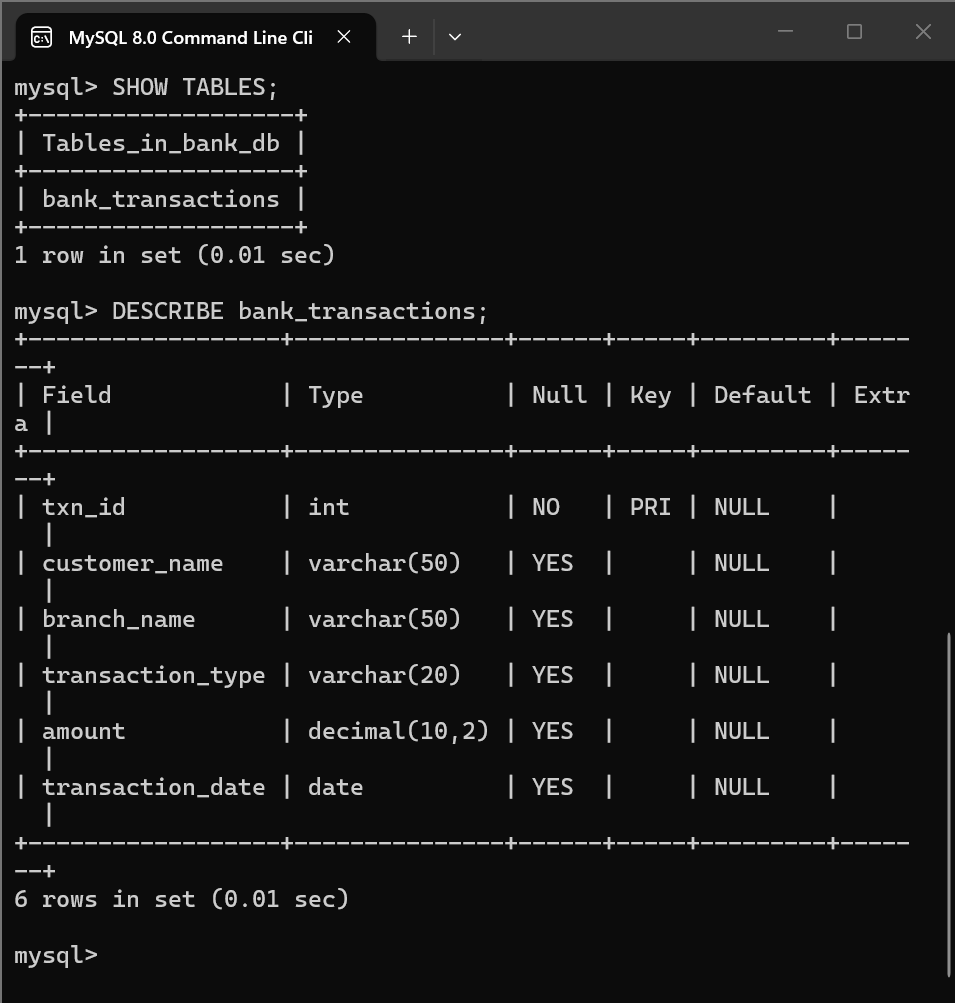 MySQL 8.0 Command Line Cli
mysql> SHOW TABLES;
+-------------------+
| Tables_in_bank_db |
+-------------------+
| bank_transactions |
+-------------------+
1 row in set (0.01 sec)
mysql> DESCRIBE bank_transactions;
+------------------+---------------+------+-----+---------+-----
--+
| Field            | Type          | Null | Key | Default | Extr
a |
+------------------+---------------+------+-----+---------+-----
--+
| txn_id           | int           | NO   | PRI | NULL    |
  |
| customer_name    | varchar(50)   | YES  |     | NULL    |
  |
| branch_name      | varchar(50)   | YES  |     | NULL    |
  |
| transaction_type | varchar(20)   | YES  |     | NULL    |
  |
| amount           | decimal(10,2) | YES  |     | NULL    |
  |
| transaction_date | date          | YES  |     | NULL    |
  |
+------------------+---------------+------+-----+---------+-----
--+
6 rows in set (0.01 sec)
mysql>